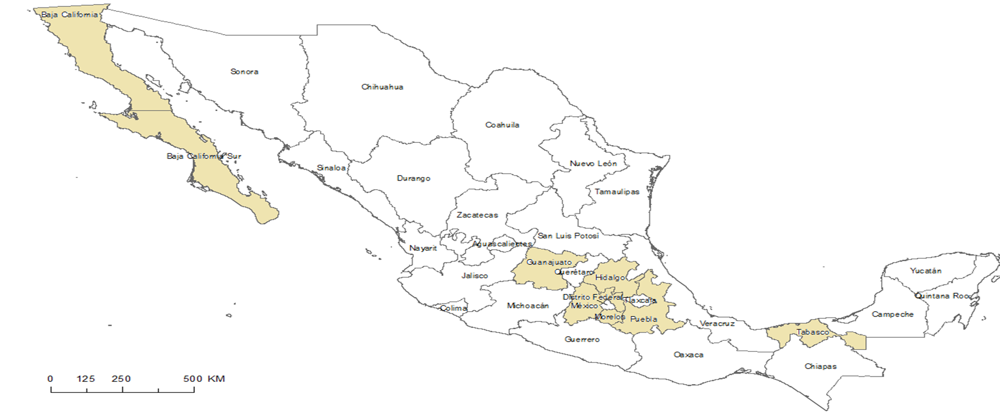 Baja California
Sonora
Chihuahua
Coahuila
Baja California Sur
Sinaloa
Nuevo León
Durango
Tamaulipas
Zacatecas
San Luis Potosí
Aguascalientes
Nayarit
Guanajuato
Querétaro
Yucatán
Jalisco
Hidalgo
Quintana Roo
Distrito Federal
Tlaxcala
México
Michoacán
Colima
Campeche
Morelos
Puebla
Veracruz
Tabasco
Guerrero
Oaxaca
Chiapas
0 125 250 500 KM